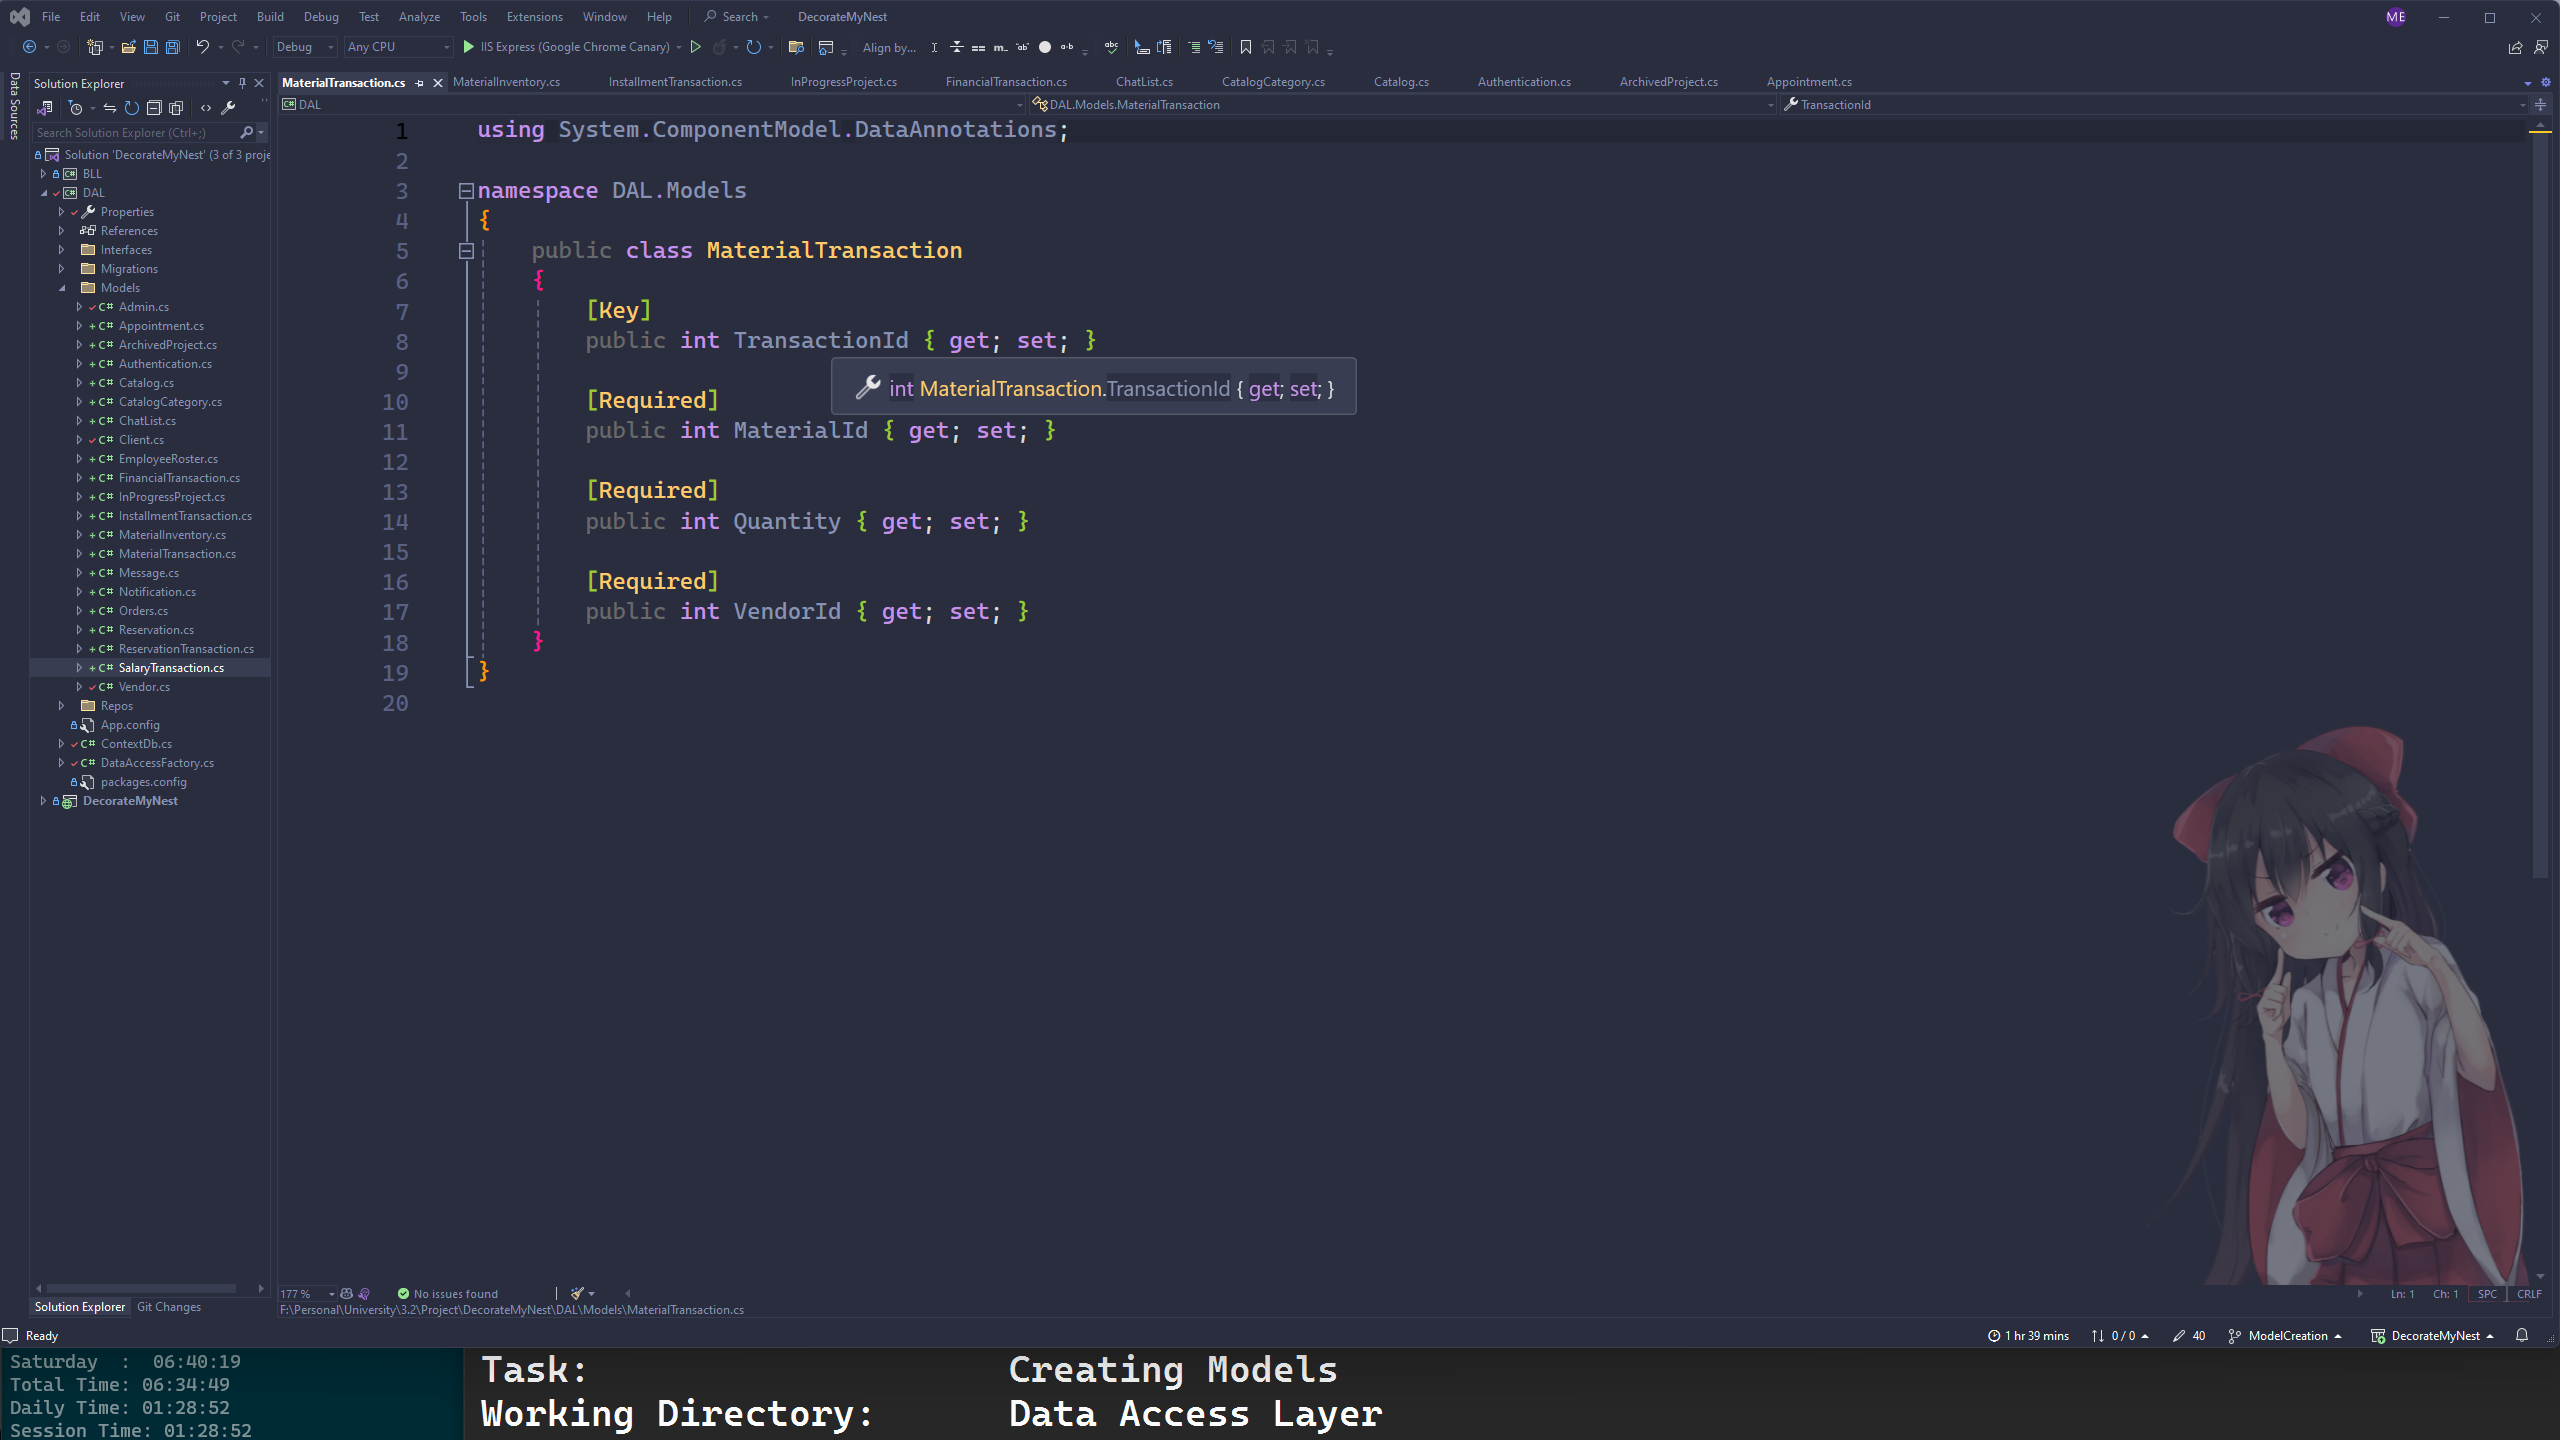 File Edit View Git Project Build Debug Test Analyze Tools Extensions Window Help Search DecorateMyNest ME
Debug Any CPU IIS Express (Google Chrome Canary) Align by...
Data Sources
Solution Explorer
Search Solution Explorer (Ctrl+;)
Solution 'DecorateMyNest' (3 of 3 proje
BLL
DAL
Properties
References
Interfaces
Migrations
Models
C# Admin.cs
C# Appointment.cs
C# ArchivedProject.cs
C# Authentication.cs
C# Catalog.cs
C# CatalogCategory.cs
C# ChatList.cs
C# Client.cs
C# EmployeeRoster.cs
C# FinancialTransaction.cs
C# InProgressProject.cs
C# InstallmentTransaction.cs
C# MaterialInventory.cs
C# MaterialTransaction.cs
C# Message.cs
C# Notification.cs
C# Orders.cs
C# Reservation.cs
C# ReservationTransaction.cs
C# SalaryTransaction.cs
C# Vendor.cs
Repos
App.config
C# ContextDb.cs
C# DataAccessFactory.cs
packages.config
DecorateMyNest
Solution Explorer Git Changes
MaterialTransaction.cs MaterialInventory.cs InstallmentTransaction.cs InProgressProject.cs FinancialTransaction.cs ChatList.cs CatalogCategory.cs Catalog.cs Authentication.cs ArchivedProject.cs Appointment.cs
DAL DAL.Models.MaterialTransaction TransactionId
1 using System.ComponentModel.DataAnnotations;
2
3 namespace DAL.Models
4 {
5 public class MaterialTransaction
6 {
7 [Key]
8 public int TransactionId { get; set; }
9
int MaterialTransaction.TransactionId { get; set; }
10 [Required]
11 public int MaterialId { get; set; }
12
13 [Required]
14 public int Quantity { get; set; }
15
16 [Required]
17 public int VendorId { get; set; }
18 }
19 }
20
177 % No issues found Ln: 1 Ch: 1 SPC CRLF
F:\Personal\University\3.2\Project\DecorateMyNest\DAL\Models\MaterialTransaction.cs
Ready 1 hr 39 mins 0 / 0 40 ModelCreation DecorateMyNest
Saturday : 06:40:19
Total Time: 06:34:49
Daily Time: 01:28:52
Session Time: 01:28:52
Task: Creating Models
Working Directory: Data Access Layer